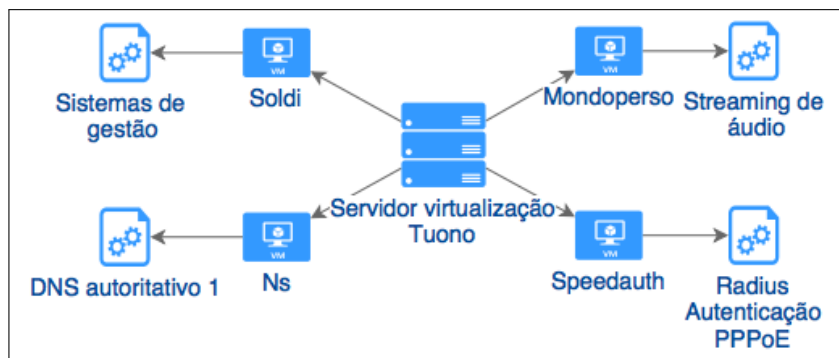 VM
Soldi
Sistemas de
gestão
VM
Mondoperso
Streaming de
áudio
Servidor virtualização
Tuono
VM
Ns
DNS autoritativo 1
VM
Speedauth
Radius
Autenticação
PPPoE